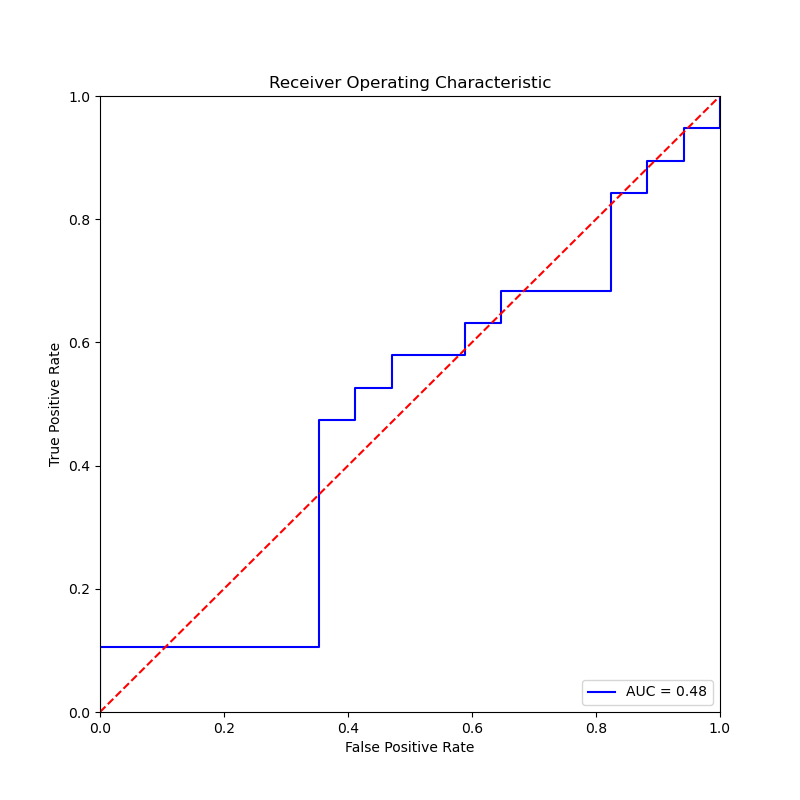 Receiver Operating Characteristic
1.0
0.8
0.6
0.4
0.2
0.0
True Positive Rate
AUC = 0.48
0.0 0.2 0.4 0.6 0.8 1.0
False Positive Rate